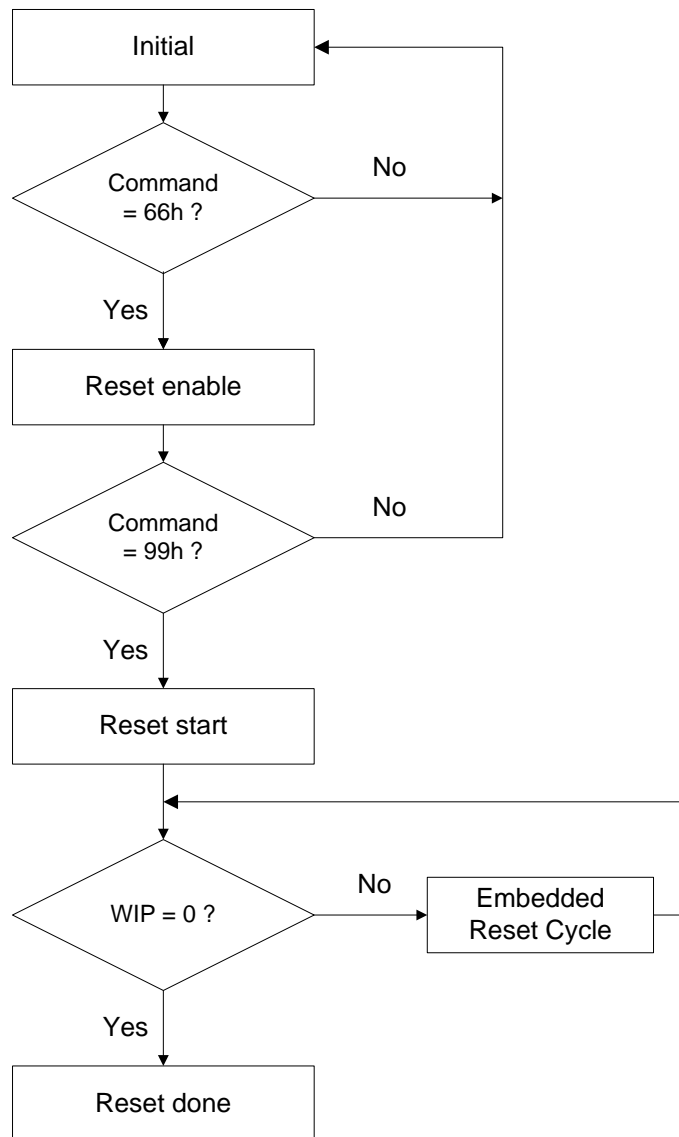 Initial
Command
= 66h ?
No
Yes
Reset enable
Command
= 99h ?
No
Yes
Reset start
WIP = 0 ?
No
Embedded
Reset Cycle
Yes
Reset done